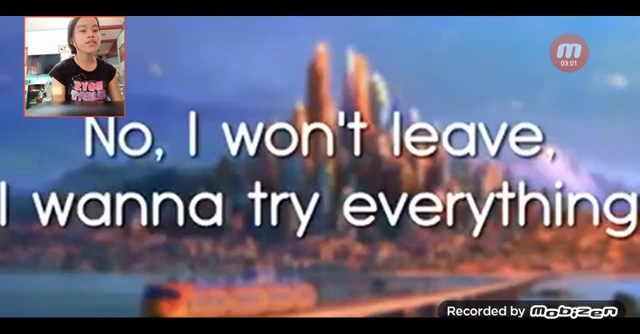 03:01
No, I won't leave,
I wanna try everything
Recorded by mobizen